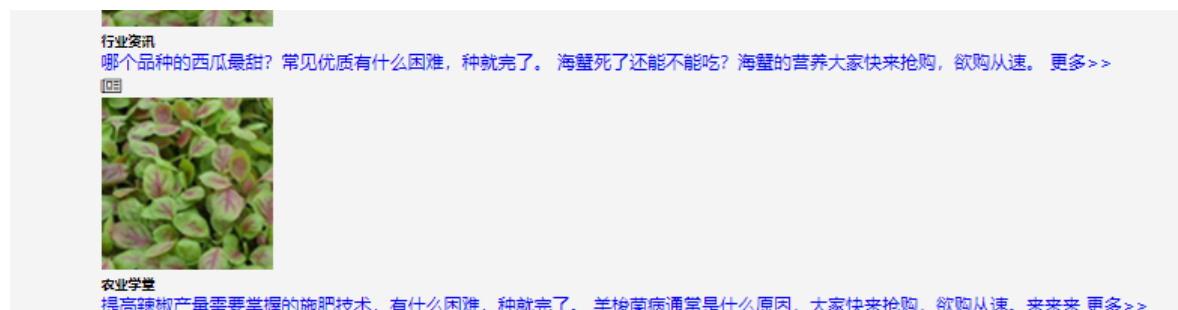 行业资讯
哪个品种的西瓜最甜？常见优质有什么困难，种就完了。 海蟹死了还能不能吃？海蟹的营养大家快来抢购，欲购从速。 更多>>
农业学堂
提高辣椒产量需要掌握的施肥技术，有什么困难，种就完了。 羊梭菌病通常是什么原因，大家快来抢购，欲购从速。来来来 更多>>